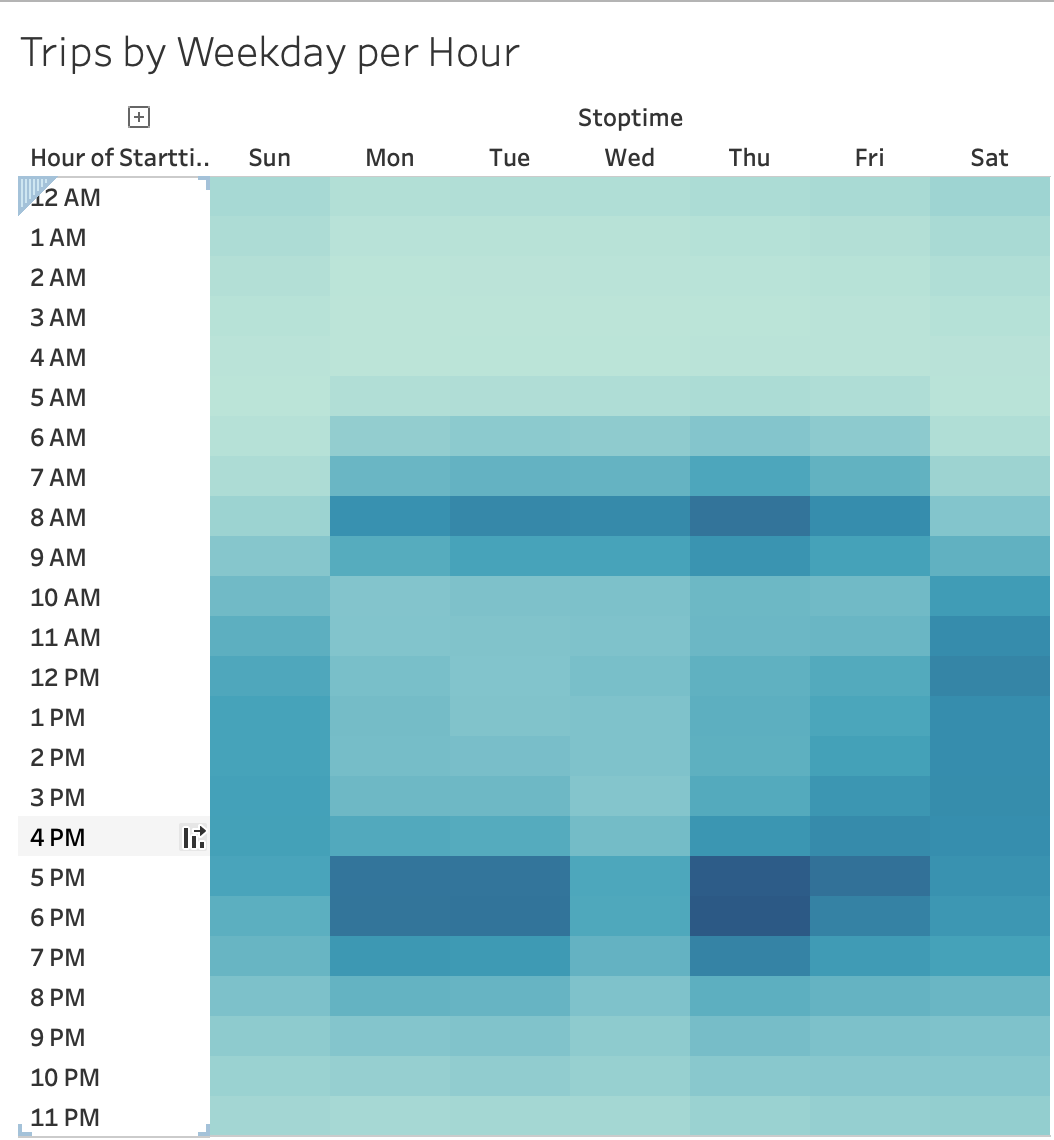 Trips by Weekday per Hour
Stoptime
Hour of Startti.. Sun Mon Tue Wed Thu Fri Sat
12 AM
1 AM
2 AM
3 AM
4 AM
5 AM
6 AM
7 AM
8 AM
9 AM
10 AM
11 AM
12 PM
1 PM
2 PM
3 PM
4 PM
5 PM
6 PM
7 PM
8 PM
9 PM
10 PM
11 PM